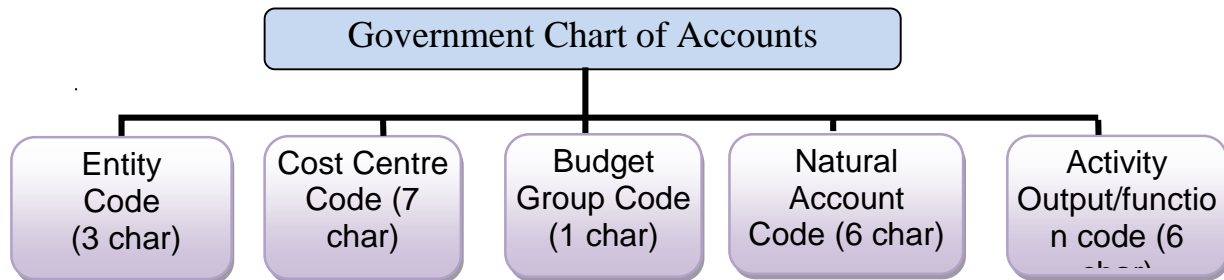 Government Chart of Accounts
Entity
Code
(3 char)
Cost Centre
Code (7
char)
Budget
Group Code
(1 char)
Natural
Account
Code (6 char)
Activity
Output/functio
n code (6
char)